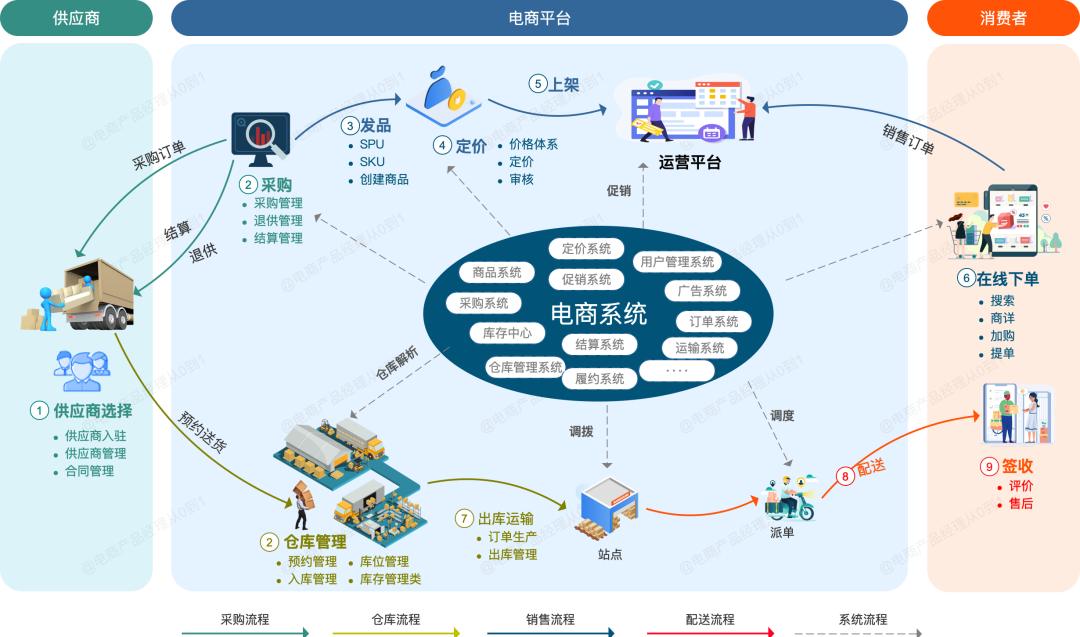 供应商
电商平台
消费者
采购订单
结算
退供
② 采购
采购管理
退供管理
结算管理
③ 发品
SPU
SKU
创建商品
④ 定价
价格体系
定价
审核
⑤ 上架
运营平台
促销
销售订单
⑥ 在线下单
搜索
商详
加购
提单
电商系统
定价系统
商品系统
促销系统
用户管理系统
采购系统
广告系统
库存中心
订单系统
结算系统
运输系统
仓库管理系统
履约系统
....
① 供应商选择
供应商入驻
供应商管理
合同管理
预约送货
仓库解析
② 仓库管理
预约管理
入库管理
库位管理
库存管理类
⑦ 出库运输
订单生产
出库管理
调拨
站点
调度
派单
⑧ 配送
⑨ 签收
评价
售后
采购流程
仓库流程
销售流程
配送流程
系统流程
@电商产品经理从0到1